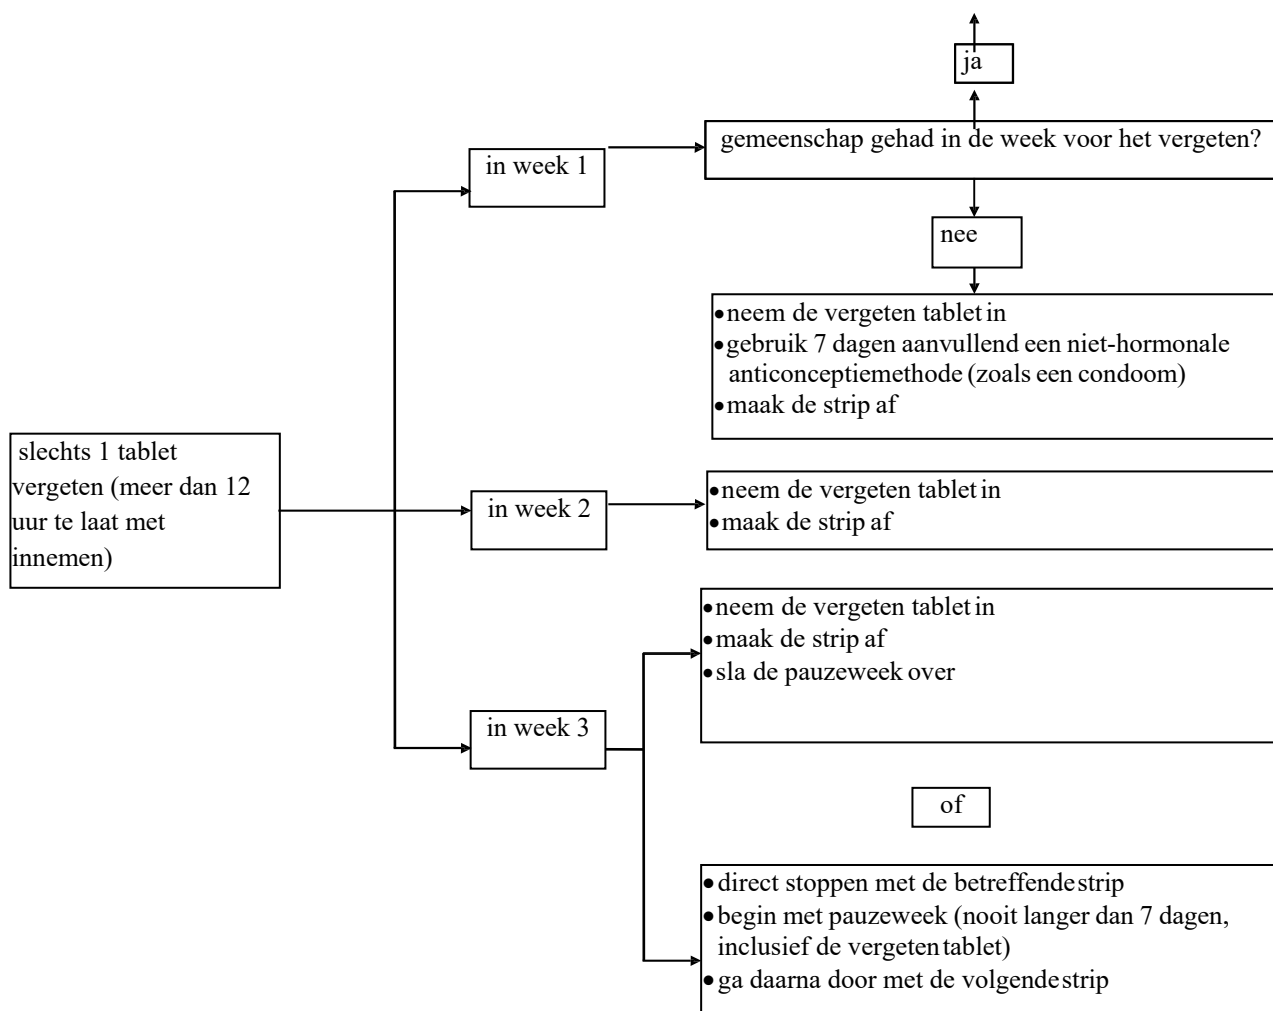 ja
gemeenschap gehad in de week voor het vergeten?
in week 1
nee
•neem de vergeten tablet in
•gebruik 7 dagen aanvullend een niet-hormonale
anticonceptiemethode (zoals een condoom)
•maak de strip af
slechts 1 tablet
vergeten (meer dan 12
uur te laat met
innemen)
in week 2
•neem de vergeten tablet in
•maak de strip af
in week 3
•neem de vergeten tablet in
•maak de strip af
•sla de pauzeweek over
of
•direct stoppen met de betreffende strip
•begin met pauzeweek (nooit langer dan 7 dagen,
inclusief de vergeten tablet)
•ga daarna door met de volgende strip